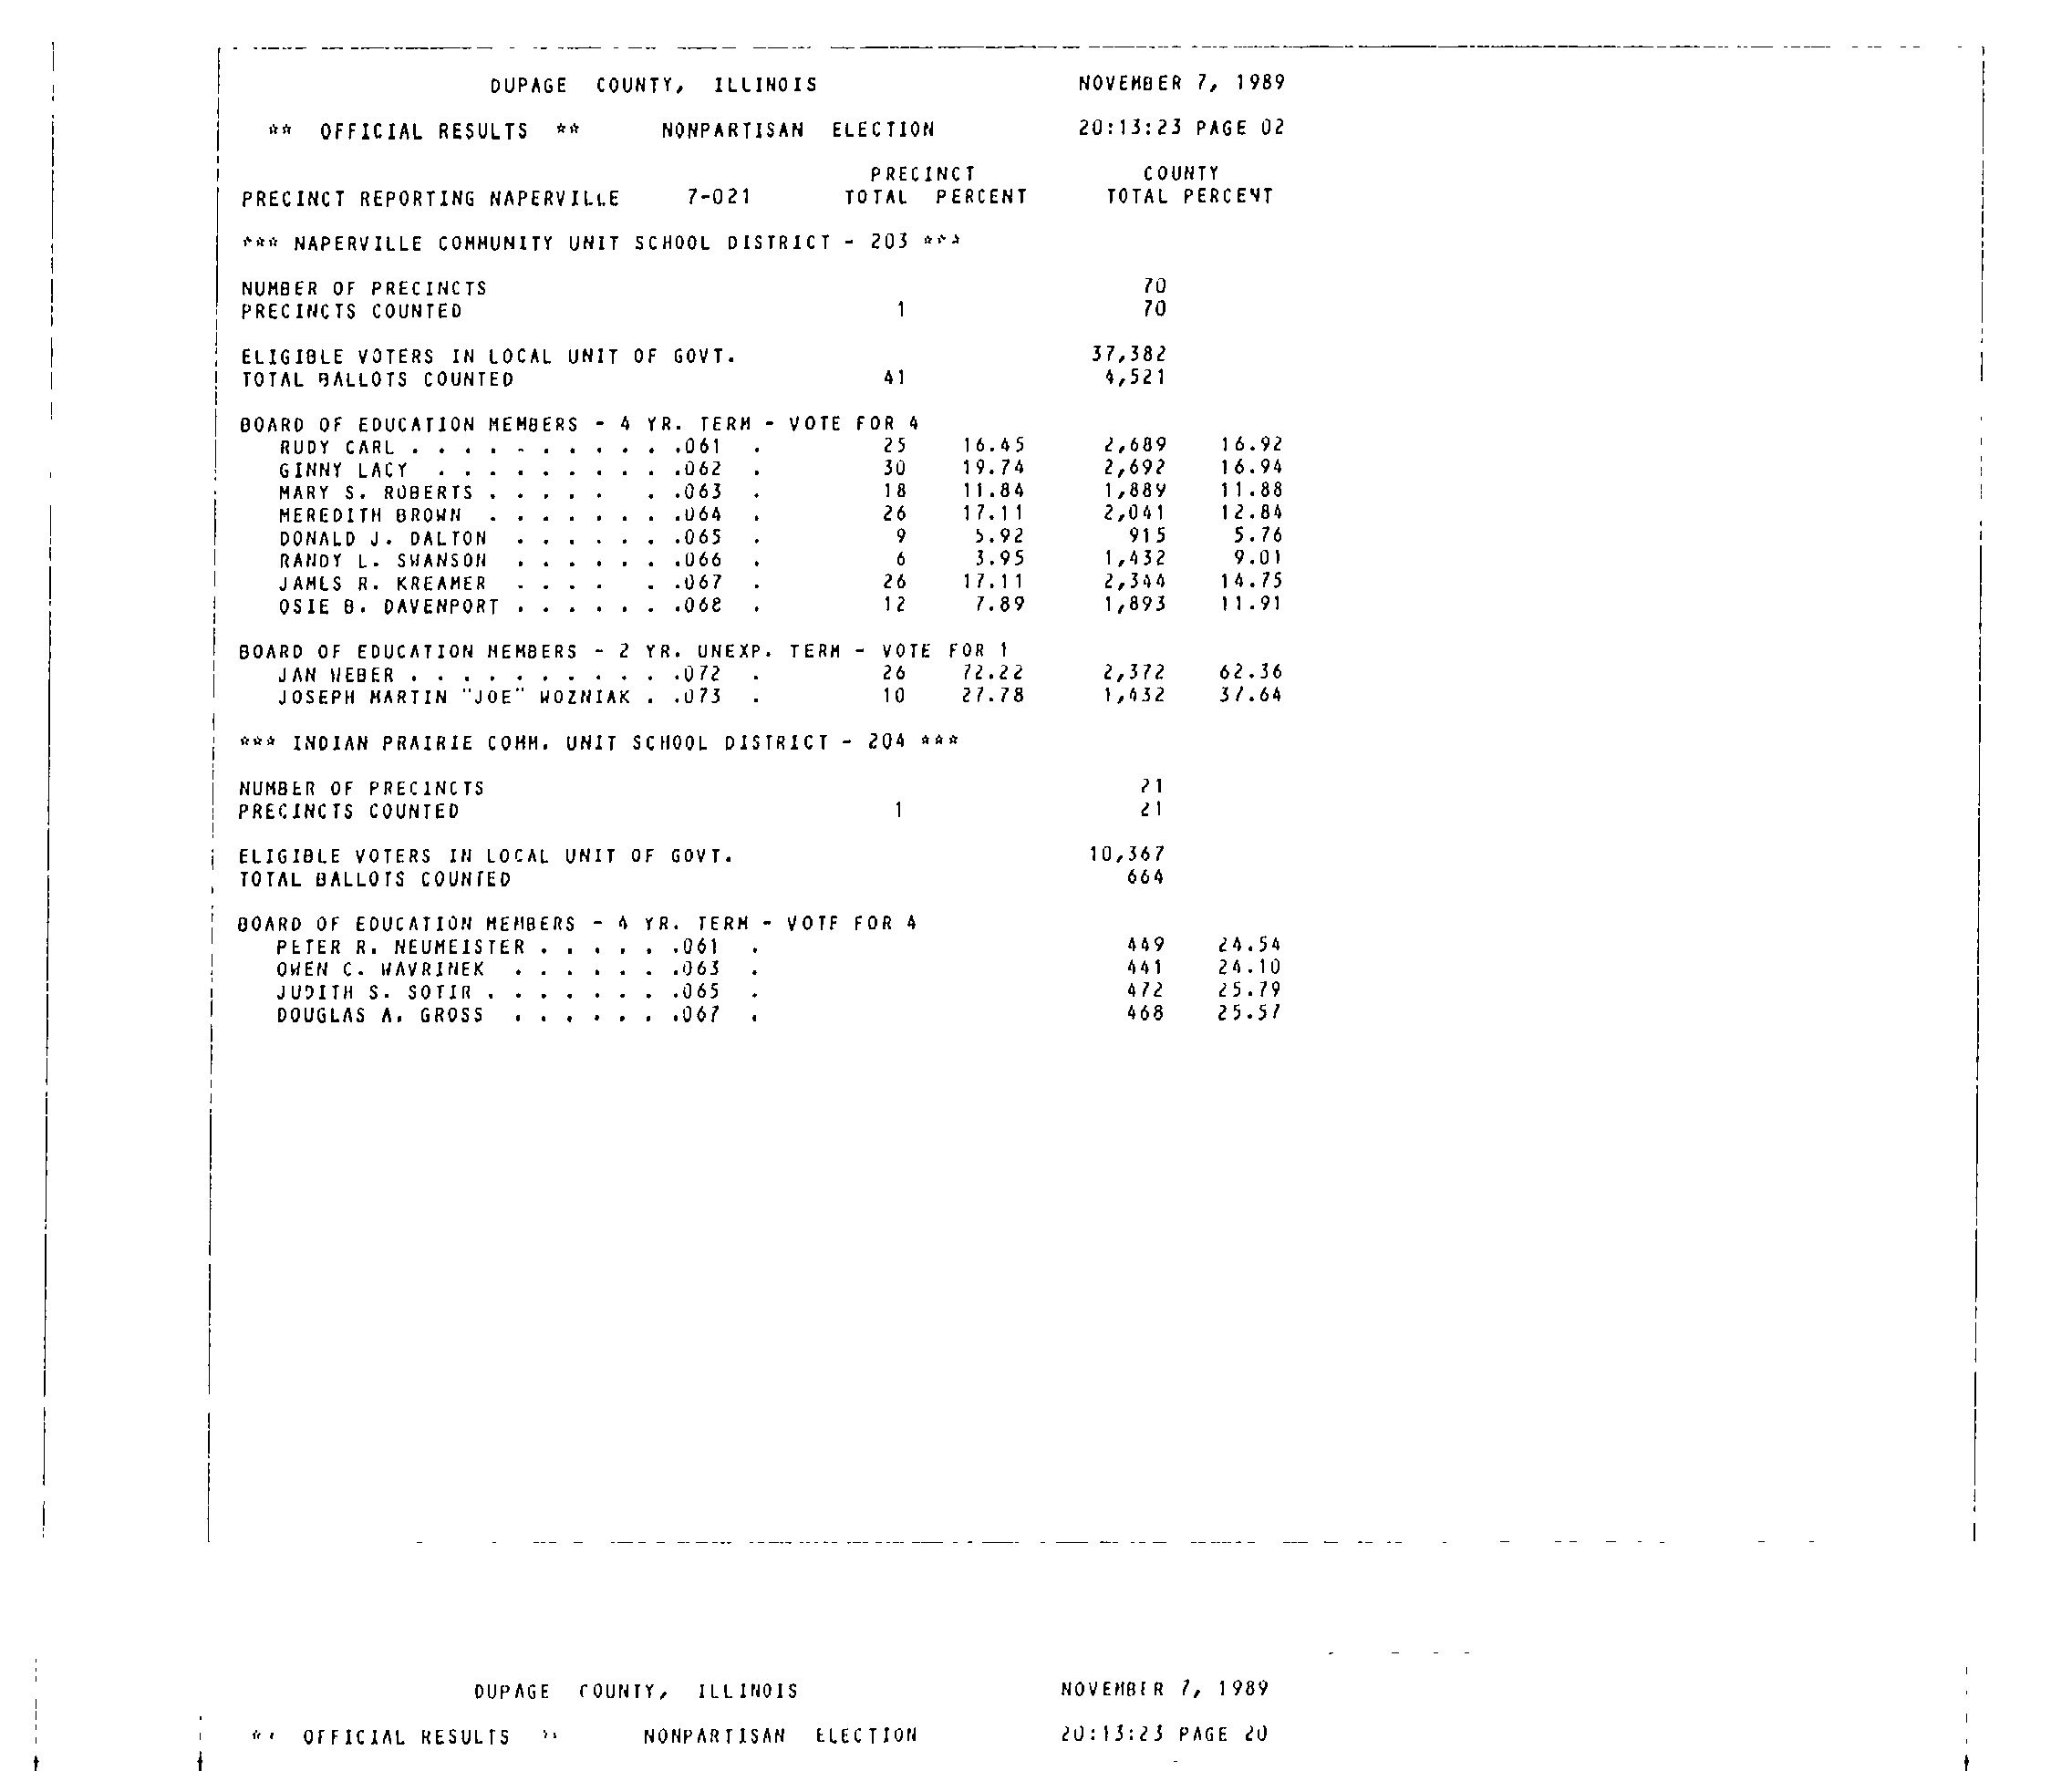 DUPAGE COUNTY, ILLINOIS NOVEMBER 7, 1989
** OFFICIAL RESULTS ** NONPARTISAN ELECTION 20:13:23 PAGE 02
PRECINCT COUNTY
PRECINCT REPORTING NAPERVILLE 7-021 TOTAL PERCENT TOTAL PERCENT
*** NAPERVILLE COMMUNITY UNIT SCHOOL DISTRICT - 203 ***
NUMBER OF PRECINCTS 70
PRECINCTS COUNTED 1 70
ELIGIBLE VOTERS IN LOCAL UNIT OF GOVT. 37,382
TOTAL BALLOTS COUNTED 41 4,521
BOARD OF EDUCATION MEMBERS - 4 YR. TERM - VOTE FOR 4
RUDY CARL . . . . . . . . . . .061 . 25 16.45 2,689 16.92
GINNY LACY . . . . . . . . . .062 . 30 19.74 2,692 16.94
MARY S. ROBERTS . . . . . . .063 . 18 11.84 1,889 11.88
MEREDITH BROWN . . . . . . . .064 . 26 17.11 2,041 12.84
DONALD J. DALTON . . . . . . .065 . 9 5.92 915 5.76
RANDY L. SWANSON . . . . . . .066 . 6 3.95 1,432 9.01
JAMES R. KREAMER . . . . . .067 . 26 17.11 2,344 14.75
OSIE B. DAVENPORT . . . . . . .068 . 12 7.89 1,893 11.91
BOARD OF EDUCATION MEMBERS - 2 YR. UNEXP. TERM - VOTE FOR 1
JAN WEBER . . . . . . . . . . .072 . 26 72.22 2,372 62.36
JOSEPH MARTIN "JOE" WOZNIAK . .073 . 10 27.78 1,432 37.64
*** INDIAN PRAIRIE COMM. UNIT SCHOOL DISTRICT - 204 ***
NUMBER OF PRECINCTS 21
PRECINCTS COUNTED 1 21
ELIGIBLE VOTERS IN LOCAL UNIT OF GOVT. 10,367
TOTAL BALLOTS COUNTED 664
BOARD OF EDUCATION MEMBERS - 4 YR. TERM - VOTE FOR 4
PETER R. NEUMEISTER . . . . . .061 . 449 24.54
OWEN C. WAVRINEK . . . . . . .063 . 441 24.10
JUDITH S. SOTIR . . . . . . . .065 . 472 25.79
DOUGLAS A. GROSS . . . . . . .067 . 468 25.57
DUPAGE COUNTY, ILLINOIS NOVEMBER 7, 1989
** OFFICIAL RESULTS ** NONPARTISAN ELECTION 20:13:23 PAGE 20